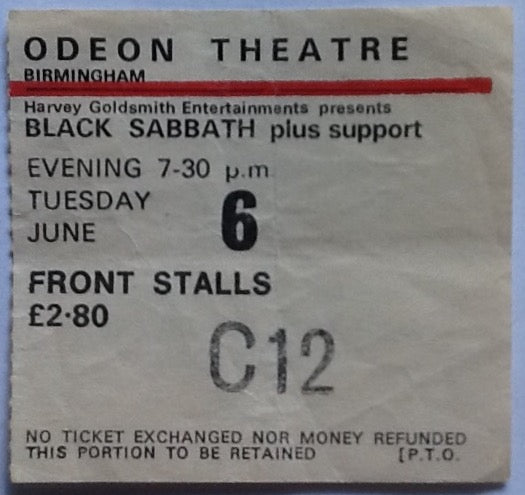 ODEON THEATRE
BIRMINGHAM
Harvey Goldsmith Entertainments presents
BLACK SABBATH plus support
EVENING 7-30 p.m
TUESDAY
JUNE 6
FRONT STALLS
£2·80
C12
NO TICKET EXCHANGED NOR MONEY REFUNDED
THIS PORTION TO BE RETAINED [P.T.O.